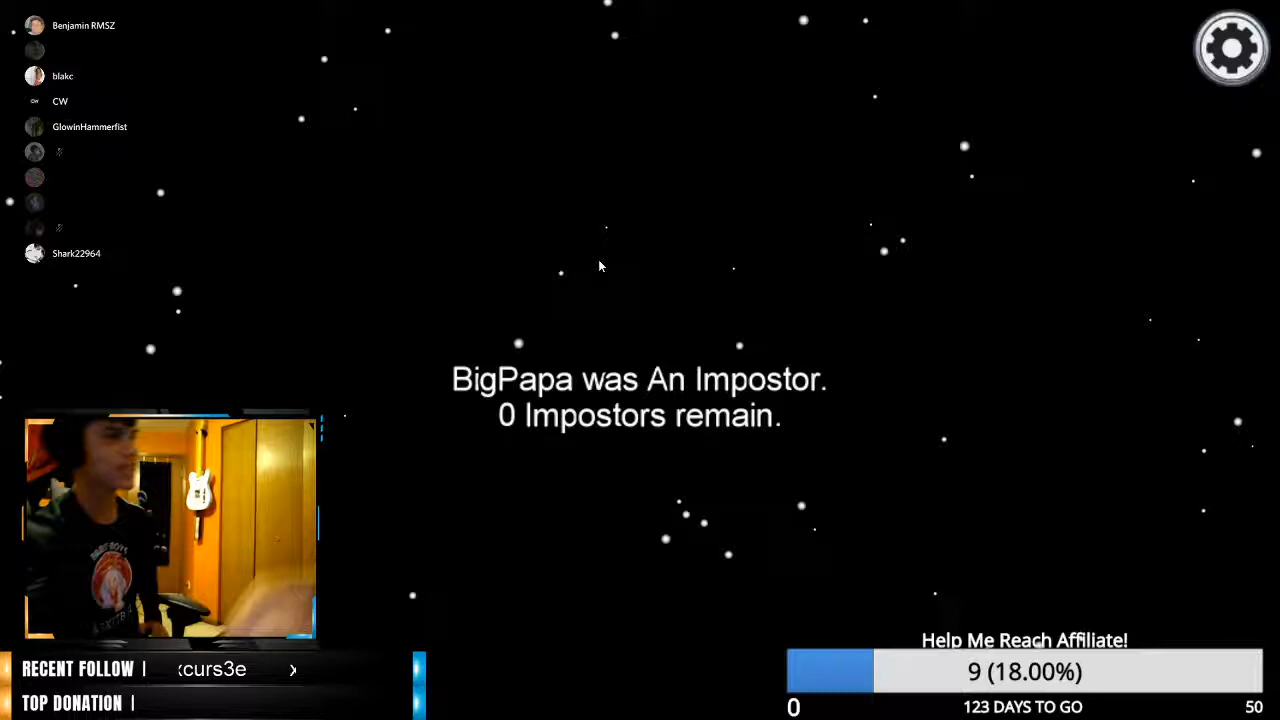 Benjamin RMSZ
blakc
CW
GlowinHammerfist
Shark22964
BigPapa was An Impostor.
0 Impostors remain.
Help Me Reach Affiliate!
9 (18.00%)
0
123 DAYS TO GO
50
RECENT FOLLOW |
curs3e
x
TOP DONATION |